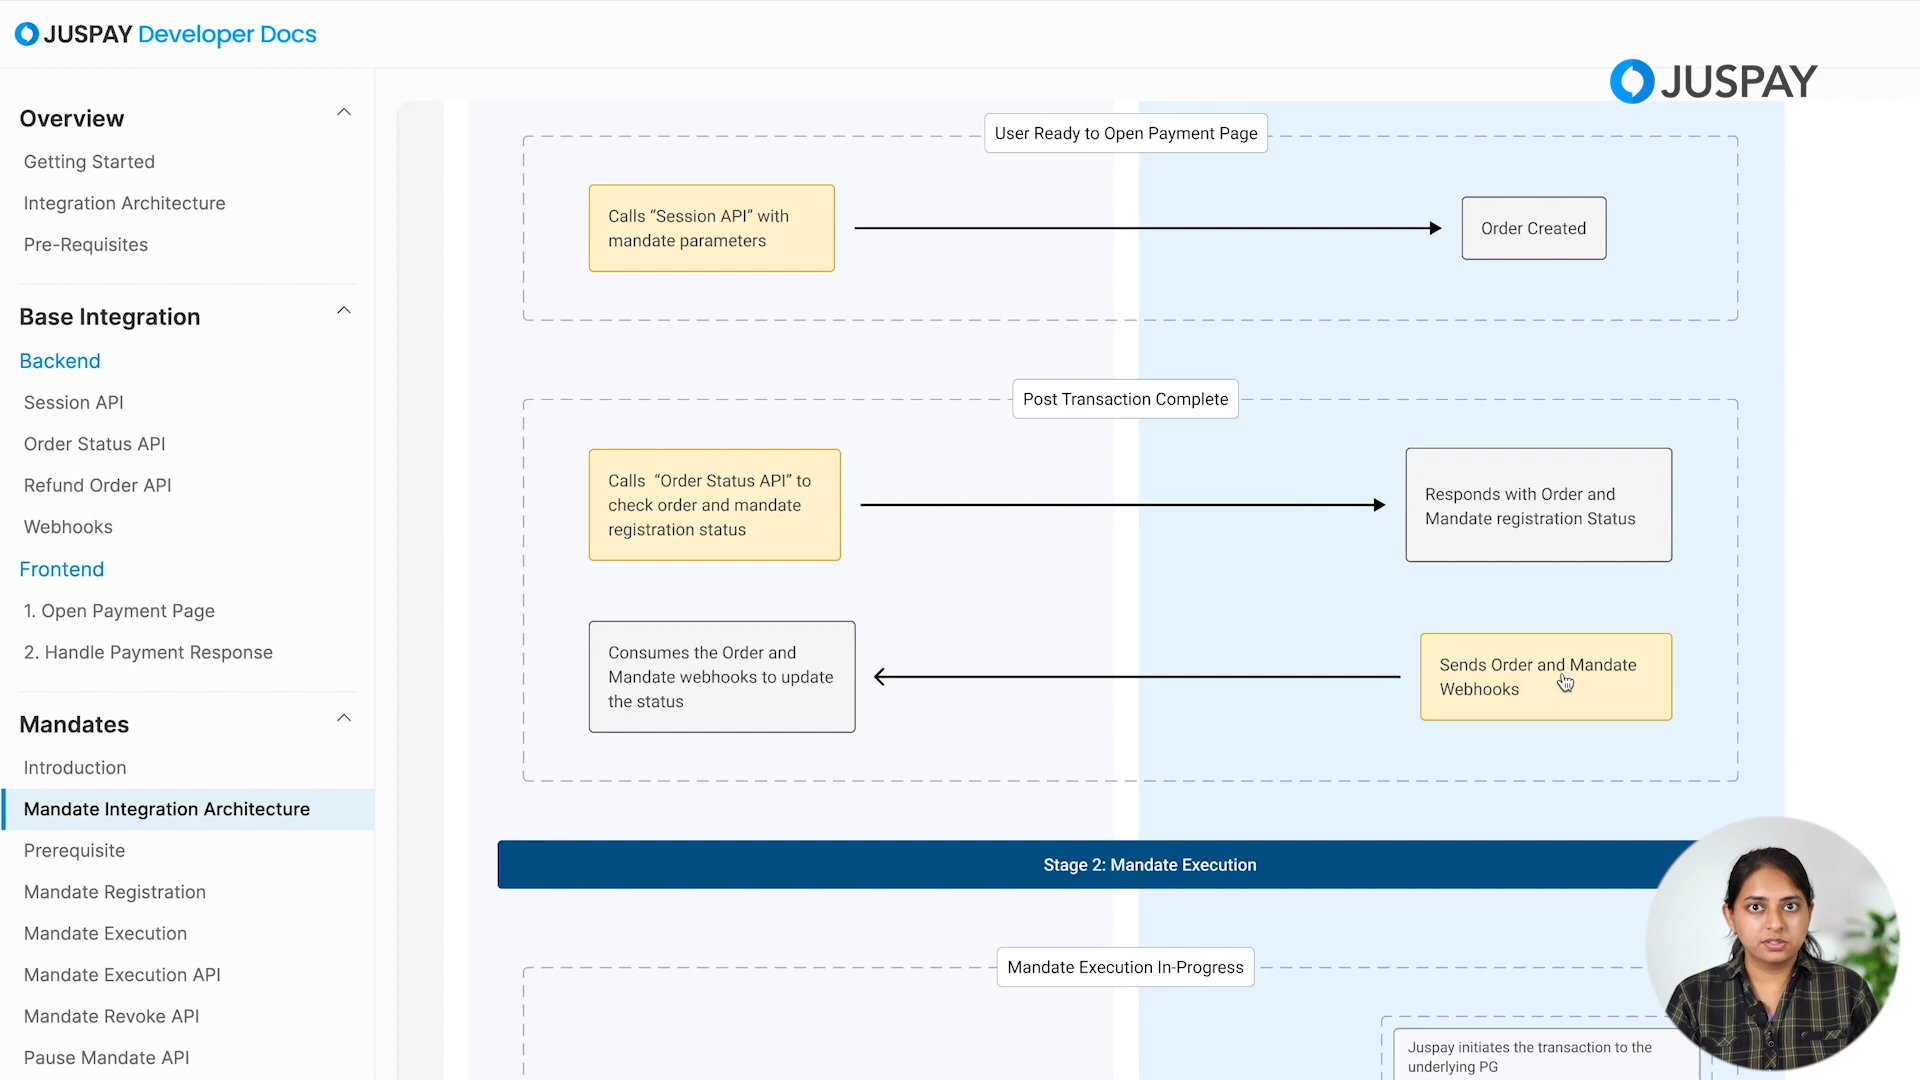 JUSPAY Developer Docs
JUSPAY
Overview
Getting Started
Integration Architecture
Pre-Requisites
Base Integration
Backend
Session API
Order Status API
Refund Order API
Webhooks
Frontend
1. Open Payment Page
2. Handle Payment Response
Mandates
Introduction
Mandate Integration Architecture
Prerequisite
Mandate Registration
Mandate Execution
Mandate Execution API
Mandate Revoke API
Pause Mandate API
User Ready to Open Payment Page
Calls “Session API” with
mandate parameters
Order Created
Post Transaction Complete
Calls “Order Status API” to
check order and mandate
registration status
Responds with Order and
Mandate registration Status
Consumes the Order and
Mandate webhooks to update
the status
Sends Order and Mandate
Webhooks
Stage 2: Mandate Execution
Mandate Execution In-Progress
Juspay initiates the transaction to the
underlying PG